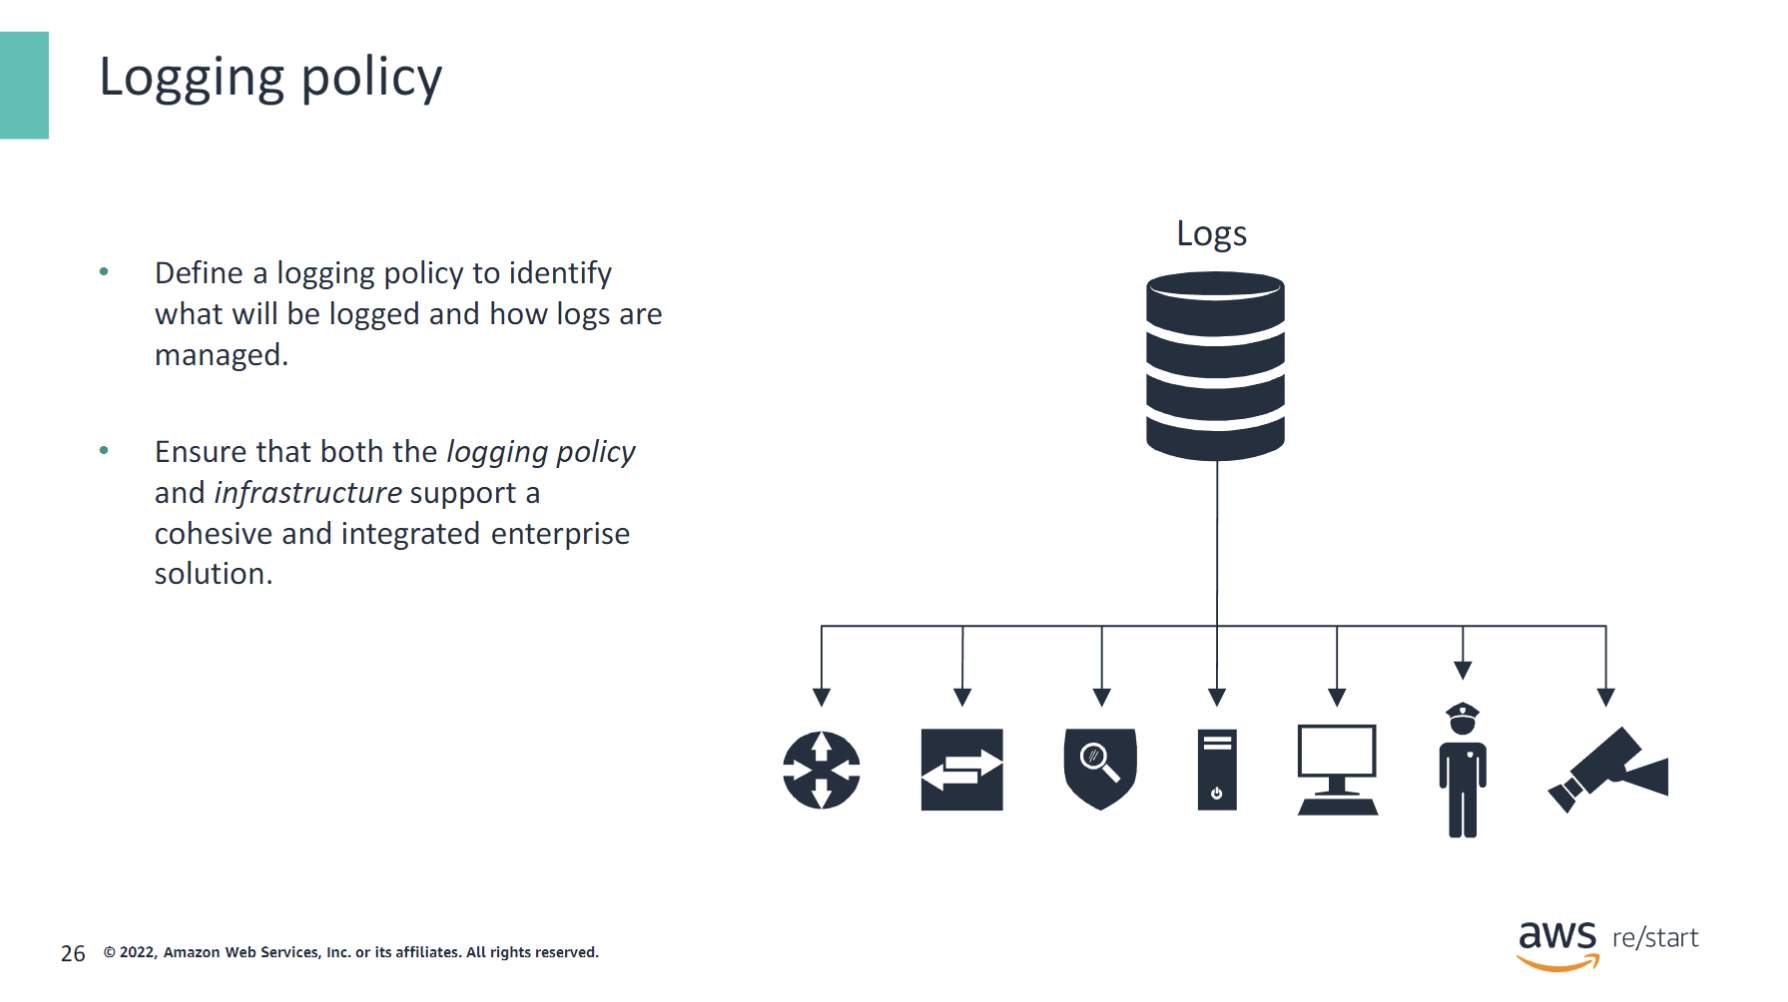 Logging policy
• Define a logging policy to identify
what will be logged and how logs are
managed.
• Ensure that both the logging policy
and infrastructure support a
cohesive and integrated enterprise
solution.
Logs
26 © 2022, Amazon Web Services, Inc. or its affiliates. All rights reserved.
aws re/start